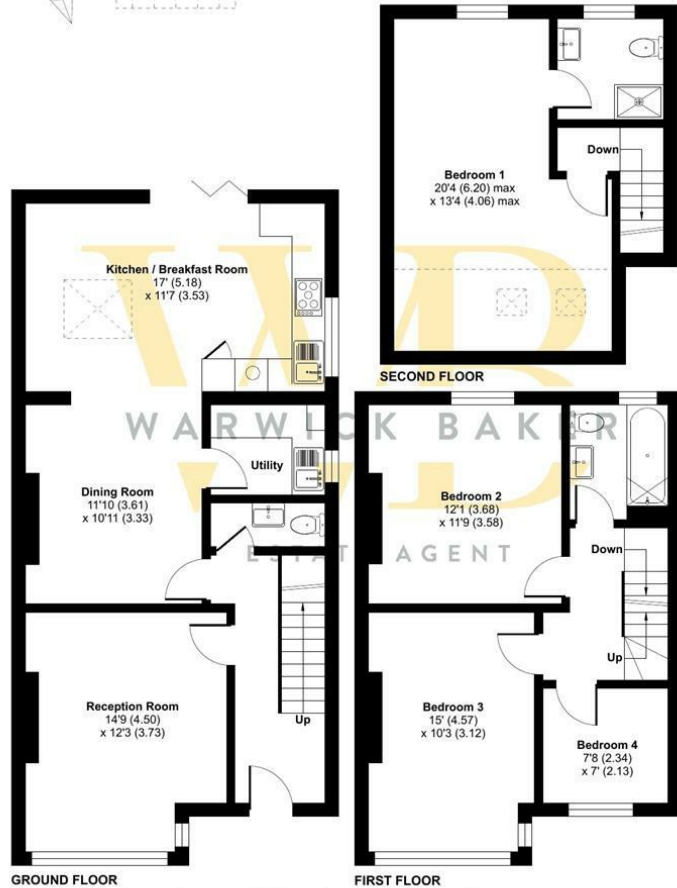 Bedroom 1
20'4 (6.20) max
x 13'4 (4.06) max
Down
SECOND FLOOR
Kitchen / Breakfast Room
17' (5.18)
x 11'7 (3.53)
Utility
Dining Room
11'10 (3.61)
x 10'11 (3.33)
Reception Room
14'9 (4.50)
x 12'3 (3.73)
Up
GROUND FLOOR
Bedroom 2
12'1 (3.68)
x 11'9 (3.58)
Down
Up
Bedroom 3
15' (4.57)
x 10'3 (3.12)
Bedroom 4
7'8 (2.34)
x 7' (2.13)
FIRST FLOOR
WB
WARWICK BAKER
ESTATE AGENT